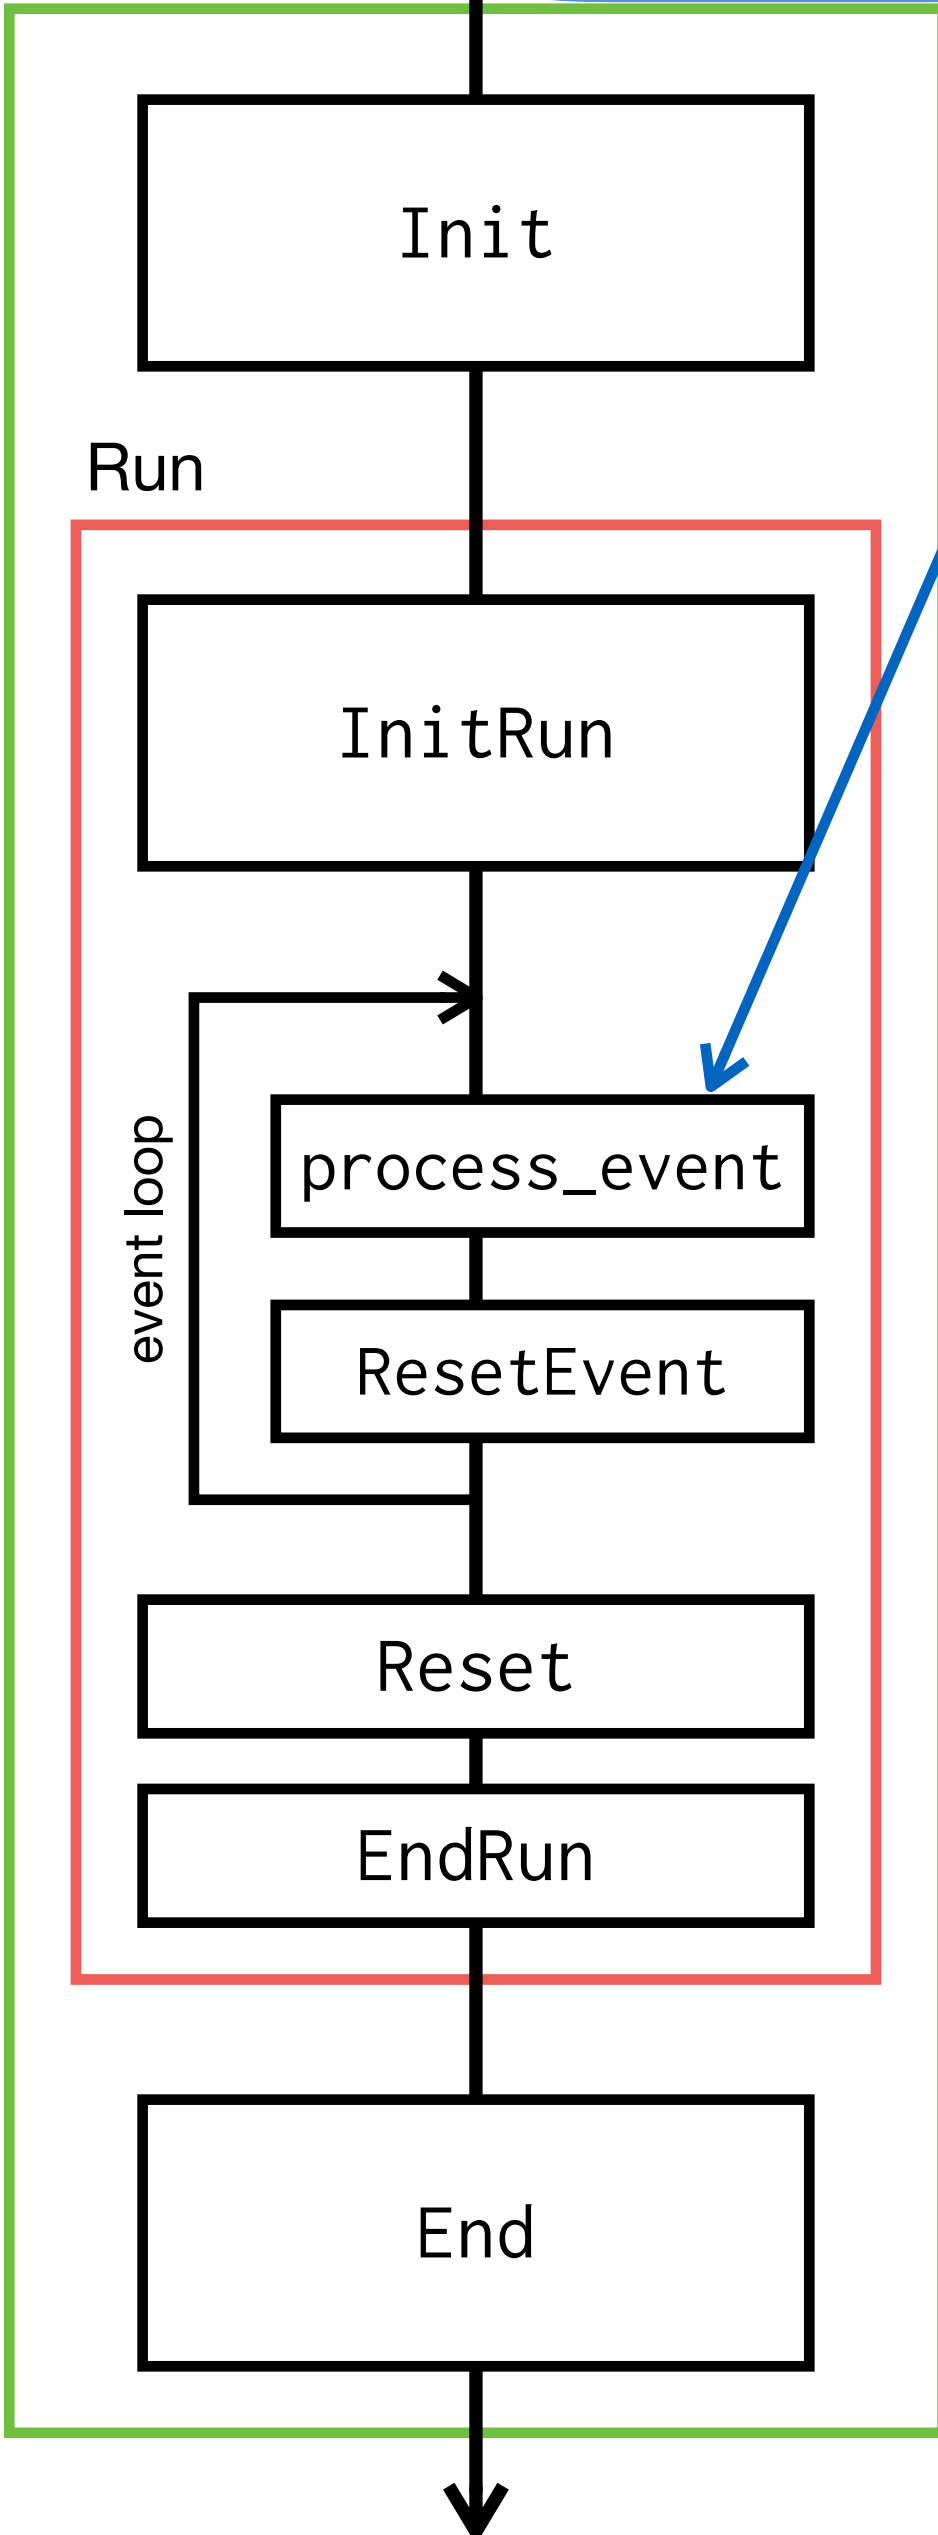 Init
Run
InitRun
event loop
process_event
ResetEvent
Reset
EndRun
End